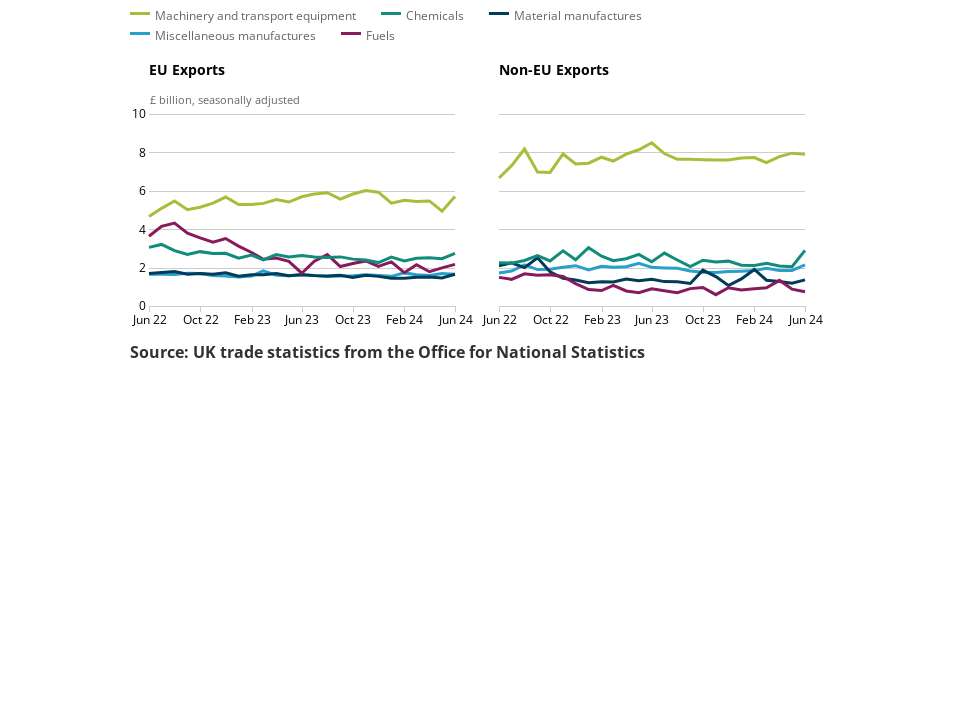 Machinery and transport equipment Chemicals Material manufactures
Miscellaneous manufactures Fuels
EU Exports Non-EU Exports
£ billion, seasonally adjusted
10
8
6
4
2
0
Jun 22 Oct 22 Feb 23 Jun 23 Oct 23 Feb 24 Jun 24 Jun 22 Oct 22 Feb 23 Jun 23 Oct 23 Feb 24 Jun 24
Source: UK trade statistics from the Office for National Statistics